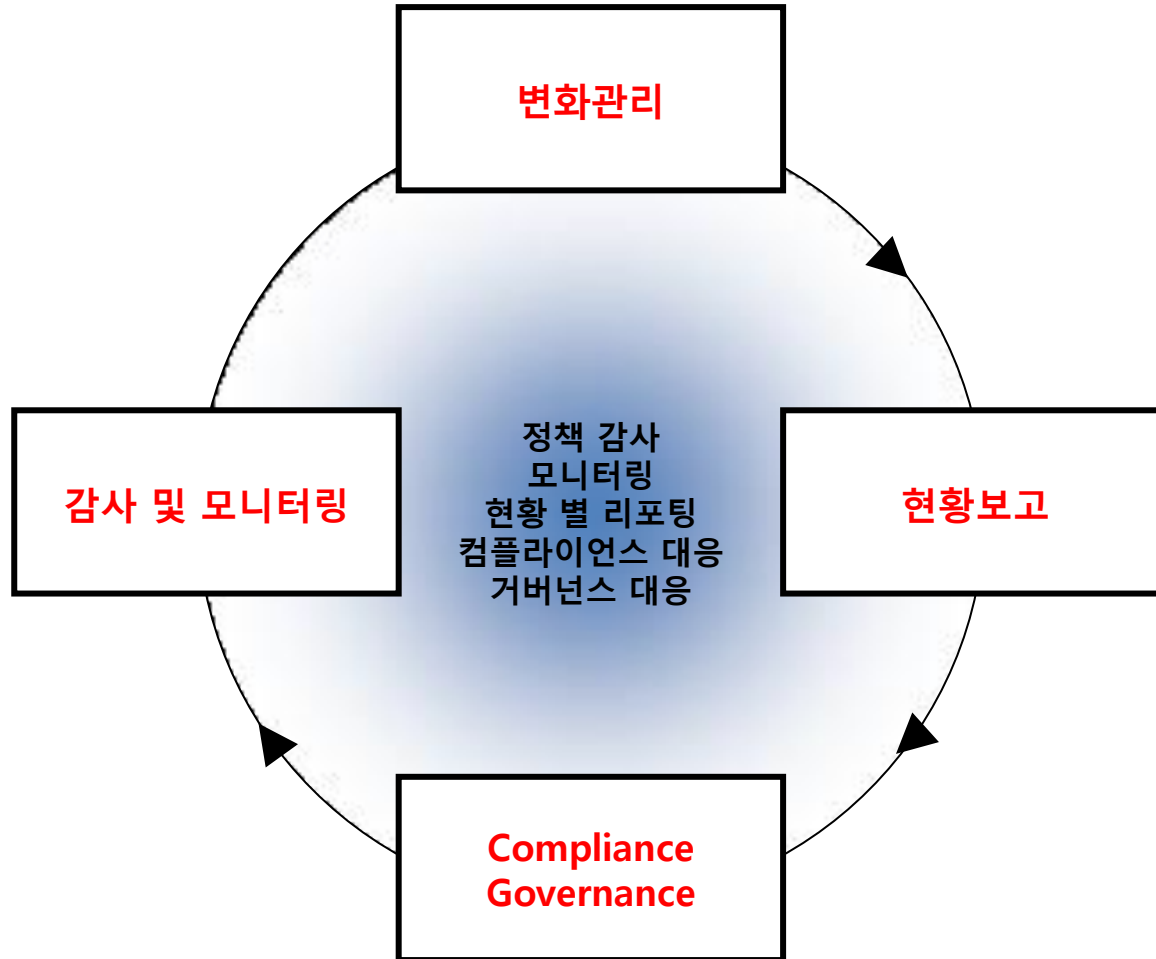 변화관리
감사 및 모니터링
정책 감사
모니터링
현황 별 리포팅
컴플라이언스 대응
거버넌스 대응
현황보고
Compliance
Governance